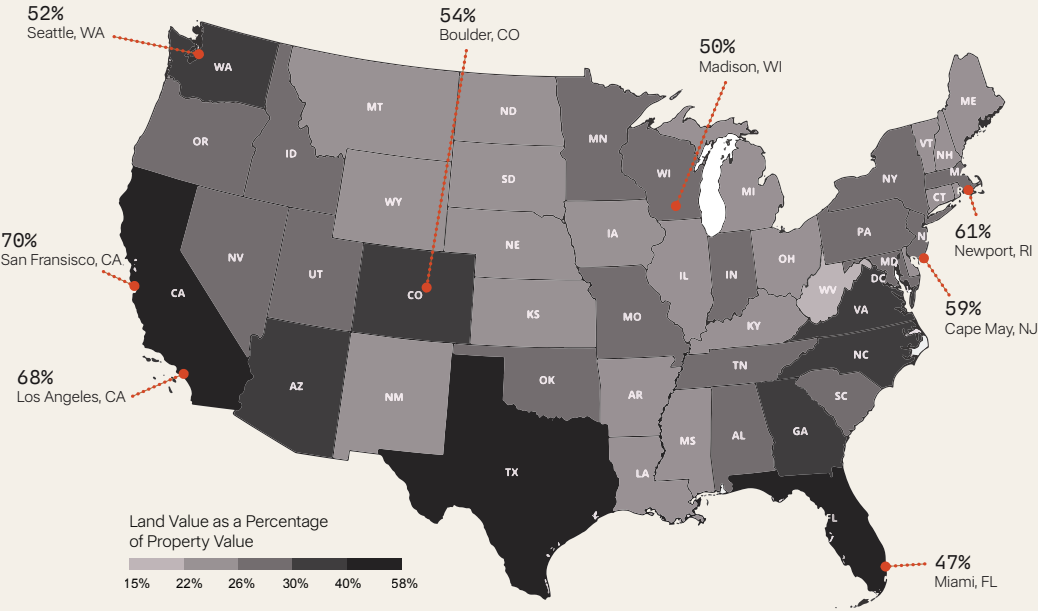 52%
Seattle, WA
54%
Boulder, CO
50%
Madison, WI
WA
MT
ND
MN
ME
OR
ID
SD
WI
MI
VT
NH
NY
MA
CT
R
WY
IA
NE
PA
NJ
61%
Newport, RI
70%
San Fransisco, CA
NV
UT
CO
IL
IN
OH
MD
D
DC
WV
VA
CA
KS
MO
KY
59%
Cape May, NJ
68%
Los Angeles, CA
AZ
NM
OK
AR
TN
NC
SC
MS
AL
GA
TX
LA
FL
47%
Miami, FL
Land Value as a Percentage
of Property Value
15% 22% 26% 30% 40% 58%